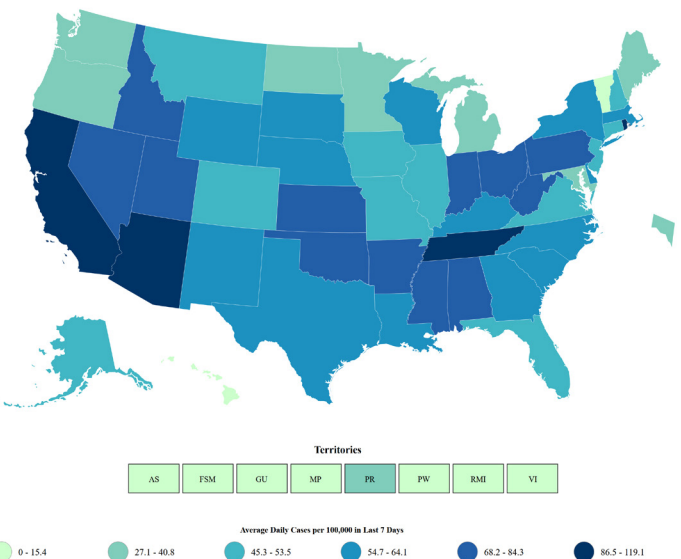 Territories
AS FSM GU MP PR PW RMI VI
Average Daily Cases per 100,000 in Last 7 Days
0 - 15.4 27.1 - 40.8 45.3 - 53.5 54.7 - 64.1 68.2 - 84.3 86.5 - 119.1